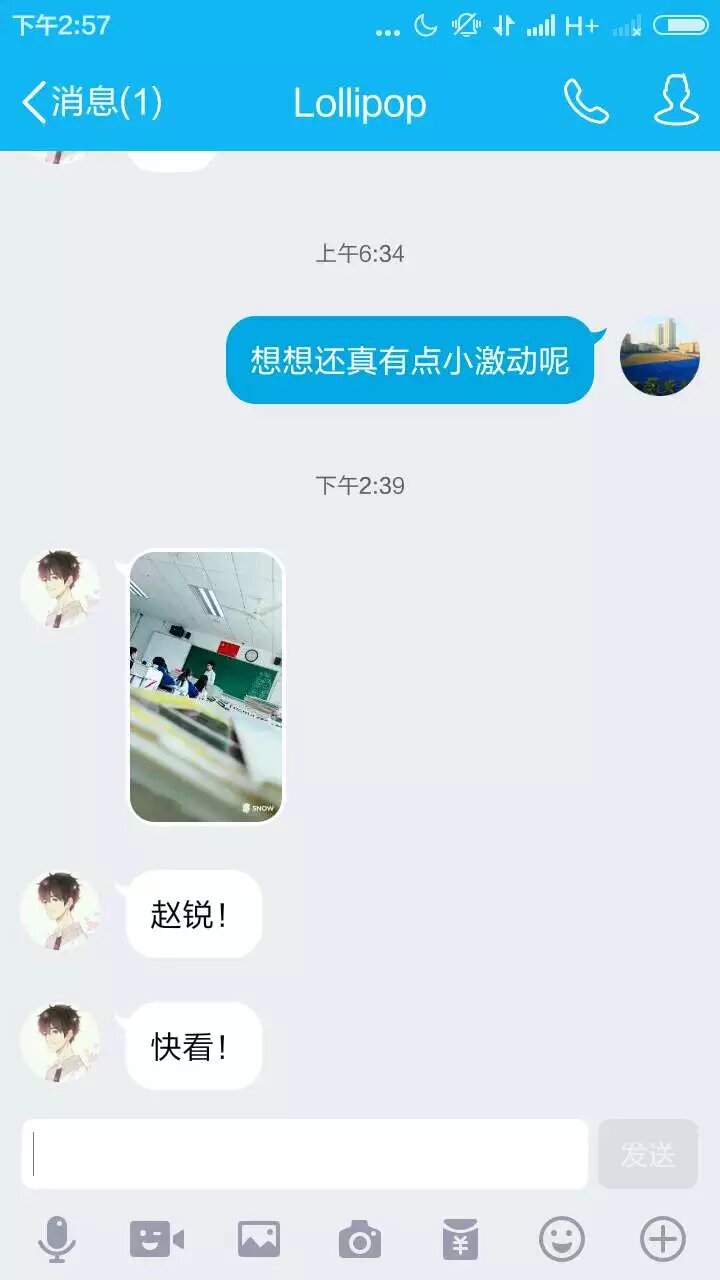 下午2:57
... H+
消息(1)
Lollipop
上午6:34
想想还真有点小激动呢
下午2:39
SNOW
赵锐！
快看！
发送